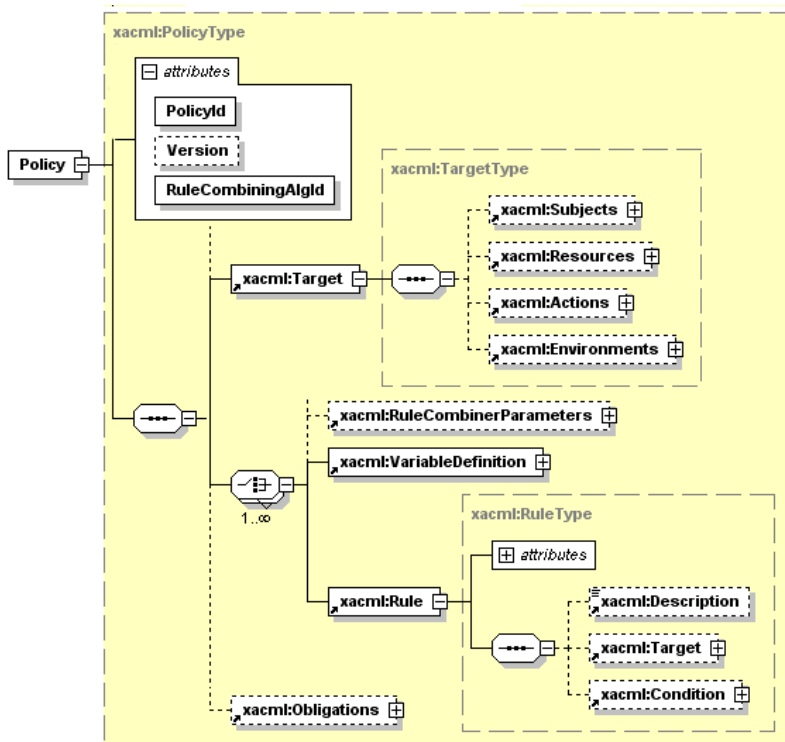 xacml:PolicyType
attributes
PolicyId
Version
RuleCombiningAlgId
Policy
xacml:TargetType
xacml:Subjects
xacml:Resources
xacml:Actions
xacml:Environments
xacml:Target
xacml:RuleCombinerParameters
xacml:VariableDefinition
1..∞
xacml:RuleType
attributes
xacml:Rule
xacml:Description
xacml:Target
xacml:Condition
xacml:Obligations